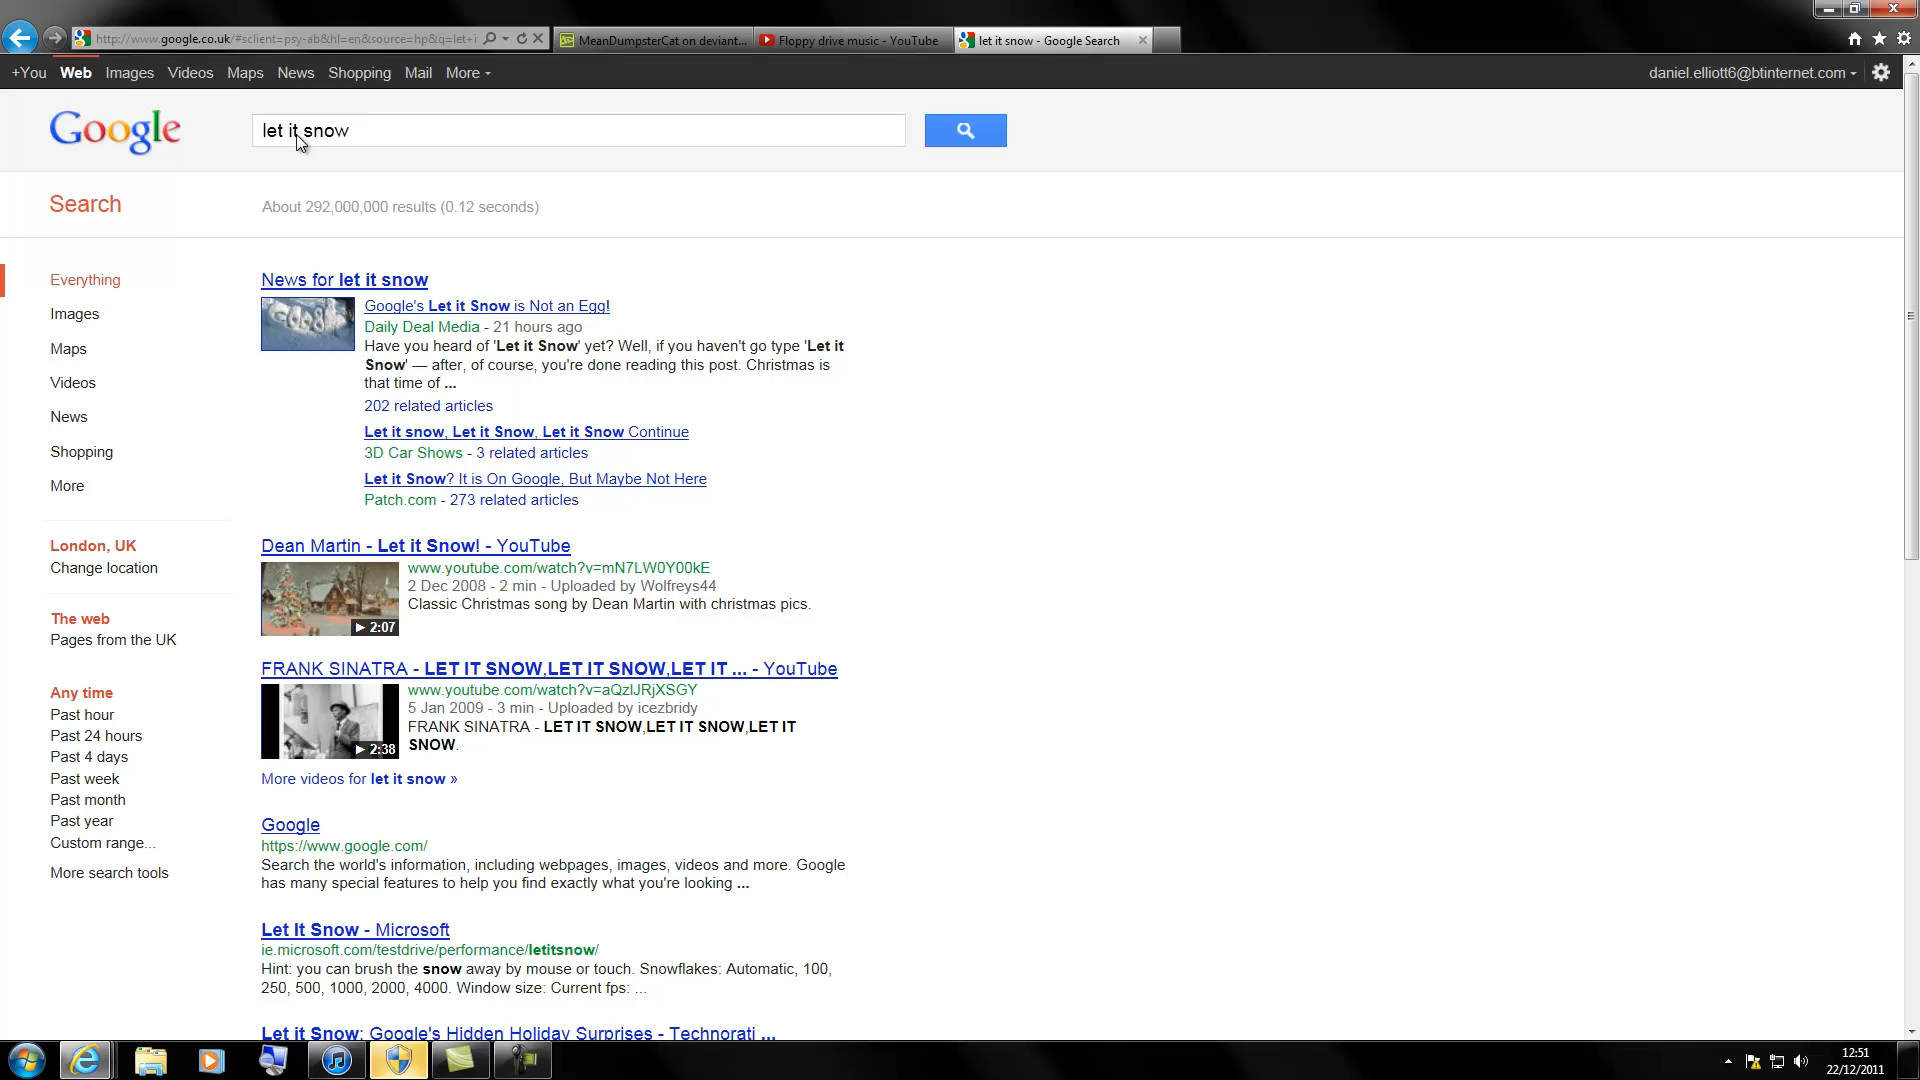 http://www.google.co.uk/#sclient=psy-ab&hl=en&source=hp&q=let+i
MeanDumpsterCat on deviant...
Floppy drive music - YouTube
let it snow - Google Search
+You Web Images Videos Maps News Shopping Mail More
daniel.elliott6@btinternet.com
Google
let it snow
Search
About 292,000,000 results (0.12 seconds)
Everything
Images
Maps
Videos
News
Shopping
More
London, UK
Change location
The web
Pages from the UK
Any time
Past hour
Past 24 hours
Past 4 days
Past week
Past month
Past year
Custom range...
More search tools
News for let it snow
Google's Let it Snow is Not an Egg!
Daily Deal Media - 21 hours ago
Have you heard of 'Let it Snow' yet? Well, if you haven't go type 'Let it
Snow' — after, of course, you're done reading this post. Christmas is
that time of ...
202 related articles
Let it snow, Let it Snow, Let it Snow Continue
3D Car Shows - 3 related articles
Let it Snow? It is On Google, But Maybe Not Here
Patch.com - 273 related articles
Dean Martin - Let it Snow! - YouTube
www.youtube.com/watch?v=mN7LW0Y00kE
2 Dec 2008 - 2 min - Uploaded by Wolfreys44
Classic Christmas song by Dean Martin with christmas pics.
2:07
FRANK SINATRA - LET IT SNOW,LET IT SNOW,LET IT ... - YouTube
www.youtube.com/watch?v=aQzIJRjXSGY
5 Jan 2009 - 3 min - Uploaded by icezbridy
FRANK SINATRA - LET IT SNOW,LET IT SNOW,LET IT
SNOW.
2:38
More videos for let it snow »
Google
https://www.google.com/
Search the world's information, including webpages, images, videos and more. Google
has many special features to help you find exactly what you're looking ...
Let It Snow - Microsoft
ie.microsoft.com/testdrive/performance/letitsnow/
Hint: you can brush the snow away by mouse or touch. Snowflakes: Automatic, 100,
250, 500, 1000, 2000, 4000. Window size: Current fps: ...
Let it Snow: Google's Hidden Holiday Surprises - Technorati ...
12:51
22/12/2011